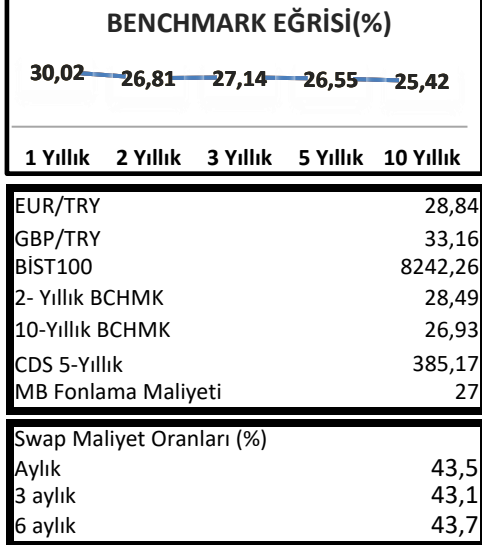 BENCHMARK EĞRİSİ(%)
30,02 26,81 27,14 26,55 25,42
1 Yıllık 2 Yıllık 3 Yıllık 5 Yıllık 10 Yıllık
EUR/TRY 28,84
GBP/TRY 33,16
BİST100 8242,26
2- Yıllık BCHMK 28,49
10-Yıllık BCHMK 26,93
CDS 5-Yıllık 385,17
MB Fonlama Maliyeti 27
Swap Maliyet Oranları (%)
Aylık 43,5
3 aylık 43,1
6 aylık 43,7